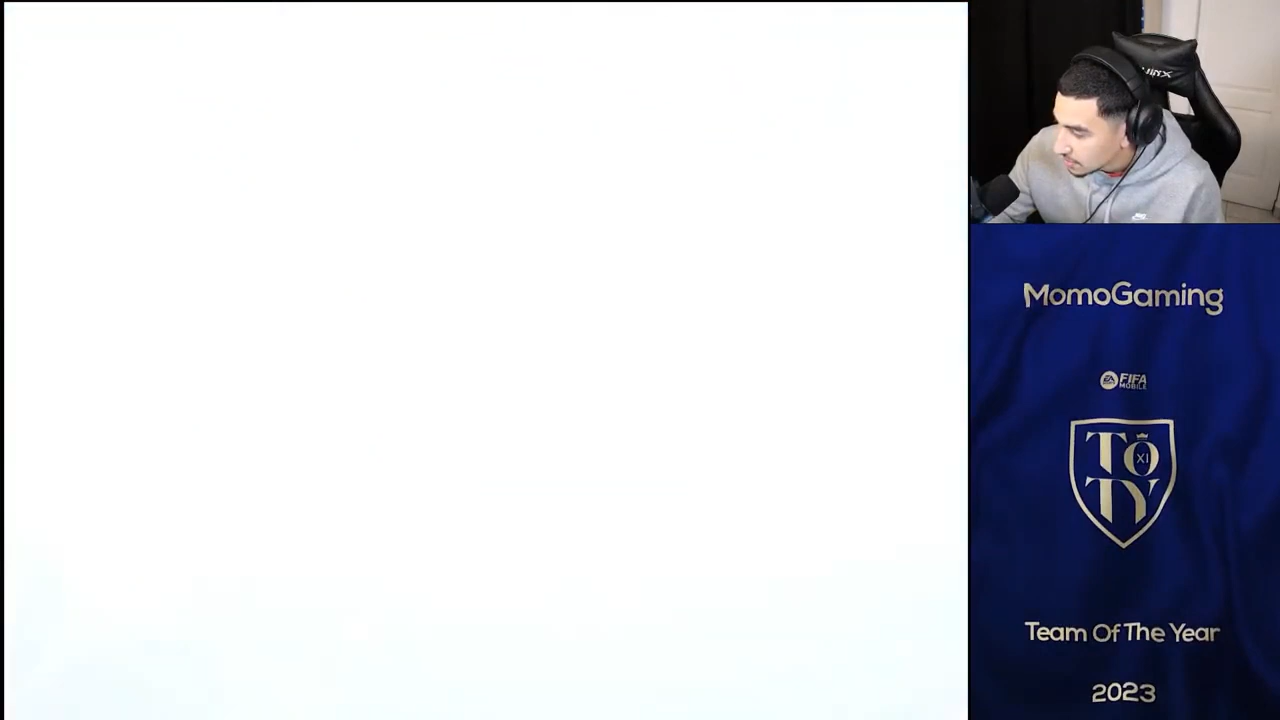 MomoGaming
EA
FIFA
MOBILE
TO
XI
TY
Team Of The Year
2023